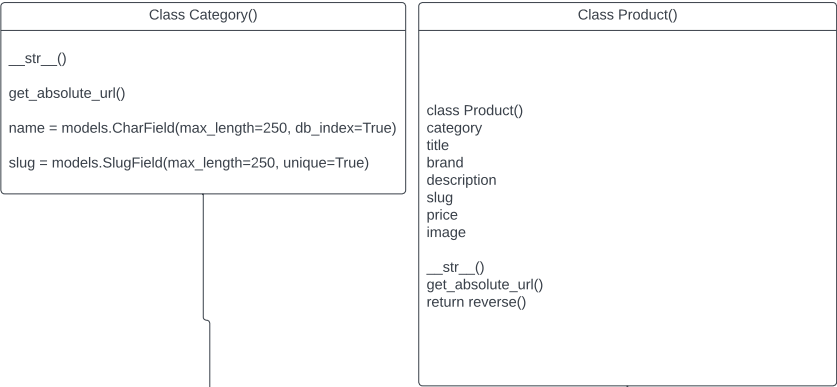 Class Category()
__str__()
get_absolute_url()
name = models.CharField(max_length=250, db_index=True)
slug = models.SlugField(max_length=250, unique=True)
Class Product()
class Product()
category
title
brand
description
slug
price
image
__str__()
get_absolute_url()
return reverse()